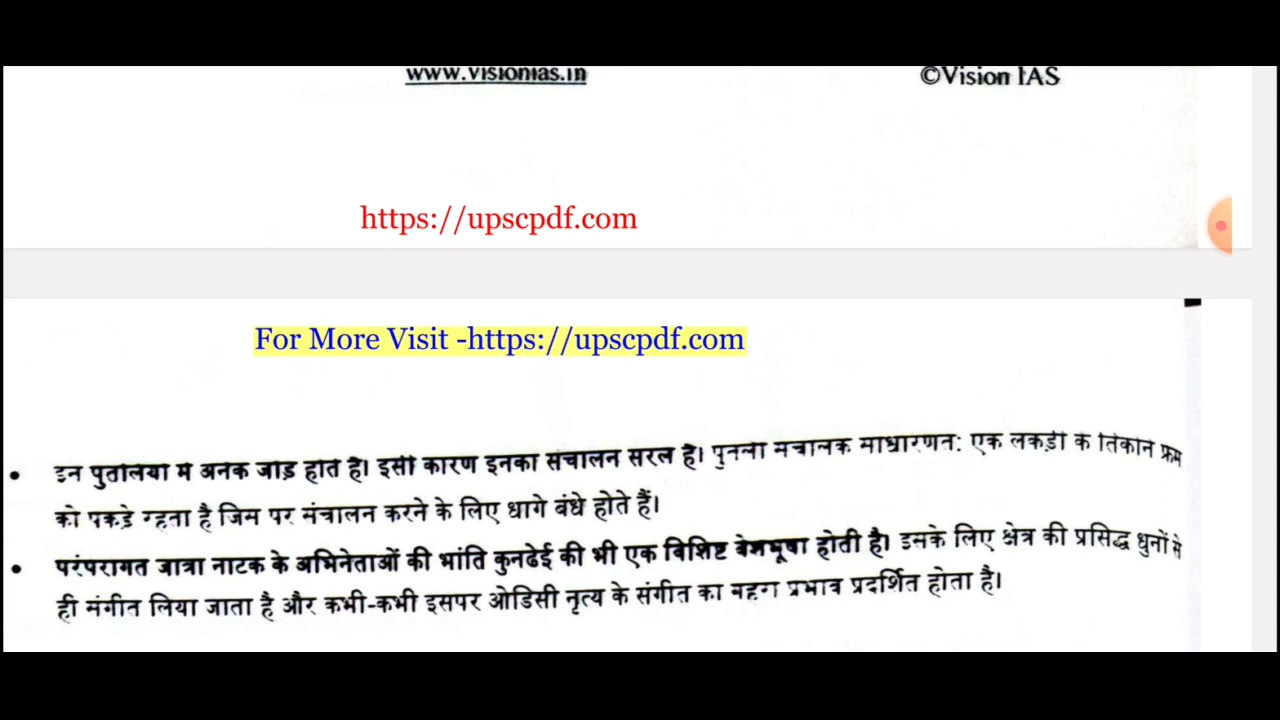 www.visionias.in
©Vision IAS
https://upscpdf.com
For More Visit -https://upscpdf.com
• इन पुतलियों में अनेक जोड़ होते हैं। इसी कारण इनका संचालन सरल है। पुतली संचालक साधारणतः एक लकड़ी के तिकोने फ्रेम
को पकड़े रहता है जिस पर संचालन करने के लिए धागे बंधे होते हैं।
• परंपरागत जात्रा नाटक के अभिनेताओं की भांति कुनढेई की भी एक विशिष्ट वेशभूषा होती है। इसके लिए क्षेत्र की प्रसिद्ध धुनों से
ही संगीत लिया जाता है और कभी-कभी इसपर ओडिसी नृत्य के संगीत का गहरा प्रभाव प्रदर्शित होता है।